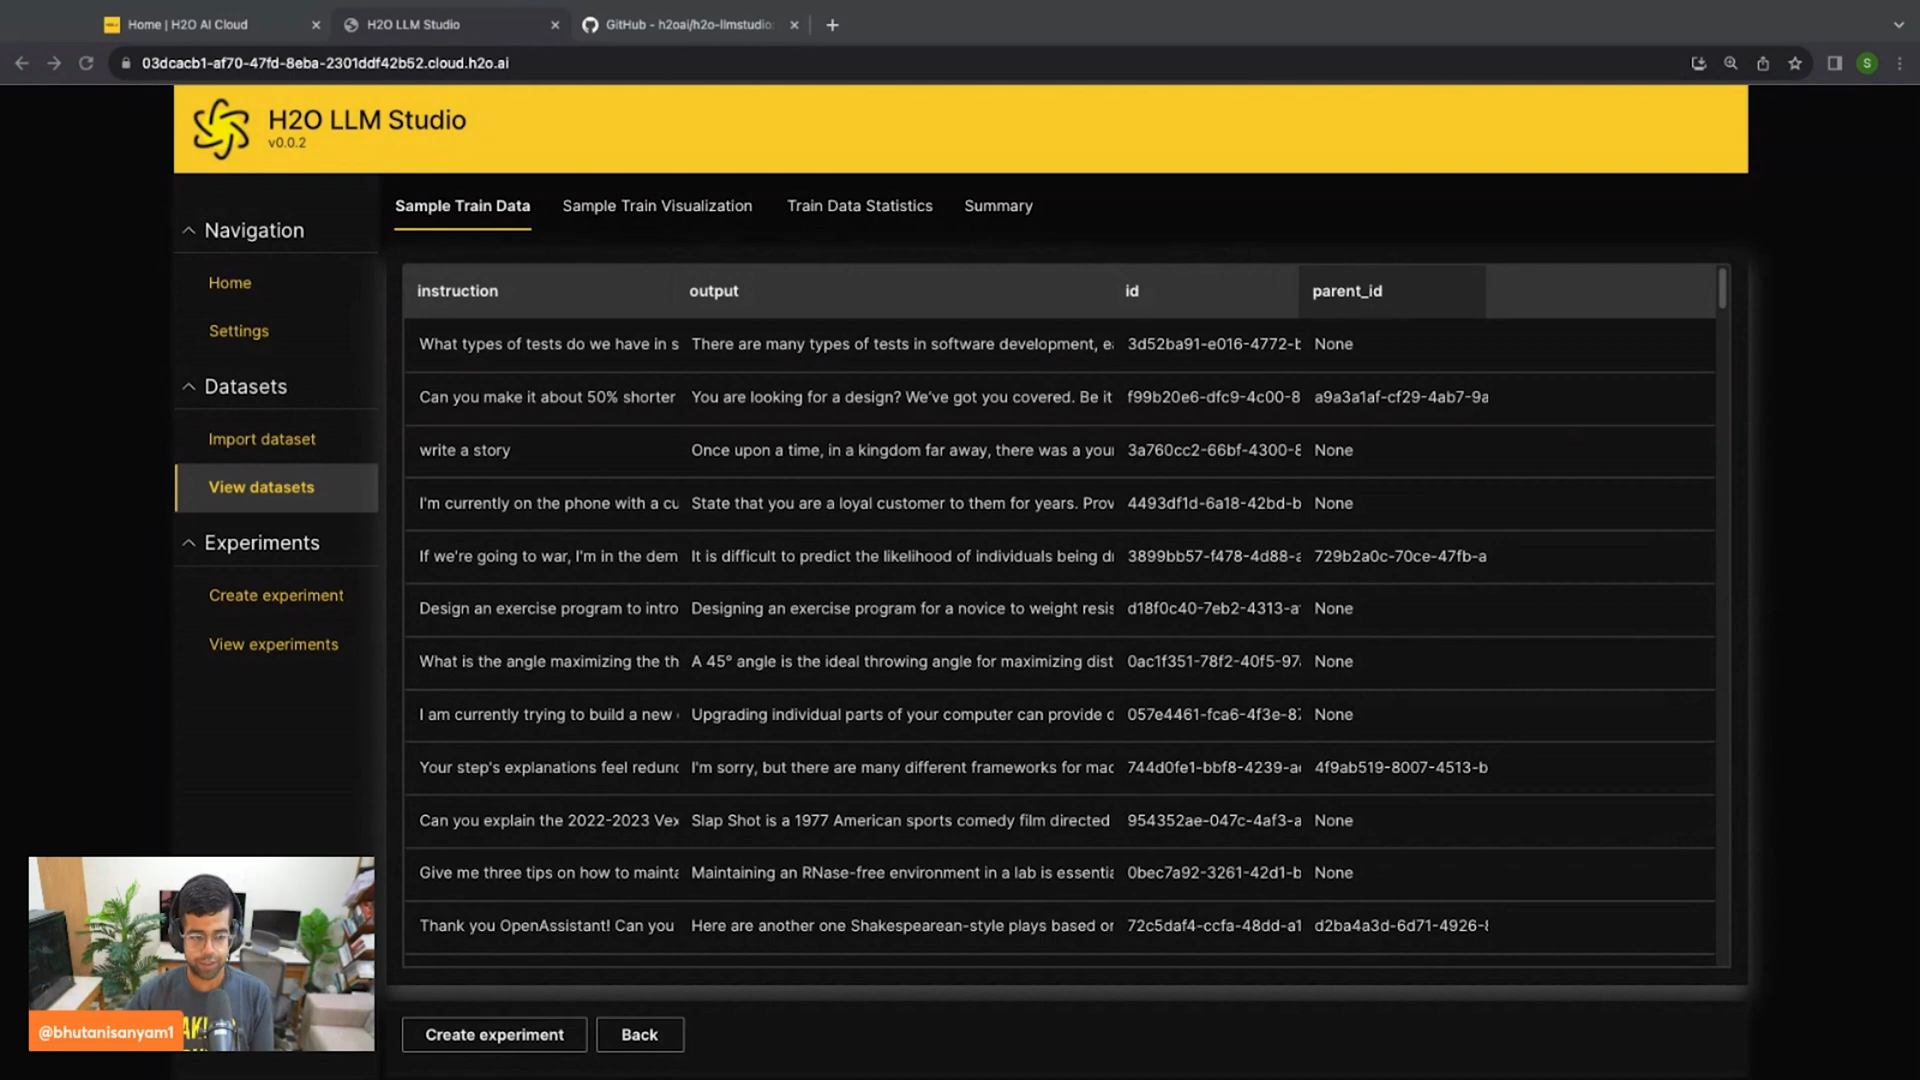 Home | H2O AI Cloud
H2O LLM Studio
GitHub - h2oai/h2o-llmstudio:
03dcacb1-af70-47fd-8eba-2301ddf42b52.cloud.h2o.ai
S
H2O LLM Studio
v0.0.2
Navigation
Home
Settings
Datasets
Import dataset
View datasets
Experiments
Create experiment
View experiments
Sample Train Data Sample Train Visualization Train Data Statistics Summary
instruction output id parent_id
What types of tests do we have in s There are many types of tests in software development, ea 3d52ba91-e016-4772-b None
Can you make it about 50% shorter You are looking for a design? We've got you covered. Be it f99b20e6-dfc9-4c00-8 a9a3a1af-cf29-4ab7-9a
write a story Once upon a time, in a kingdom far away, there was a your 3a760cc2-66bf-4300-8 None
I'm currently on the phone with a cu State that you are a loyal customer to them for years. Prov 4493df1d-6a18-42bd-b None
If we're going to war, I'm in the dem It is difficult to predict the likelihood of individuals being dr 3899bb57-f478-4d88-a 729b2a0c-70ce-47fb-a
Design an exercise program to intro Designing an exercise program for a novice to weight resis d18f0c40-7eb2-4313-a None
What is the angle maximizing the th A 45° angle is the ideal throwing angle for maximizing dist 0ac1f351-78f2-40f5-97 None
I am currently trying to build a new Upgrading individual parts of your computer can provide 057e4461-fca6-4f3e-8 None
Your step's explanations feel redund I'm sorry, but there are many different frameworks for mac 744d0fe1-bbf8-4239-a 4f9ab519-8007-4513-b
Can you explain the 2022-2023 Vex Slap Shot is a 1977 American sports comedy film directed 954352ae-047c-4af3-a None
Give me three tips on how to mainta Maintaining an RNase-free environment in a lab is essentia 0bec7a92-3261-42d1-b None
Thank you OpenAssistant! Can you Here are another one Shakespearean-style plays based or 72c5daf4-ccfa-48dd-a1 d2ba4a3d-6d71-4926-8
Create experiment Back
@bhutanisanyam1